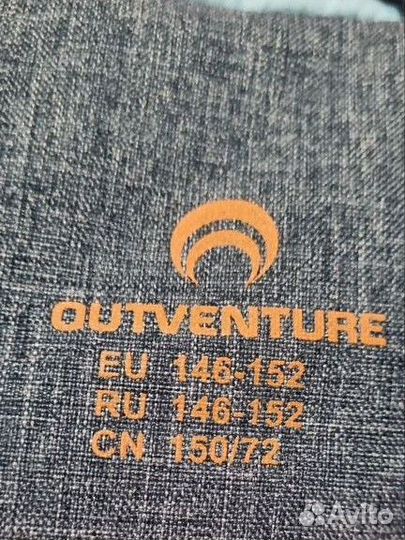 OUTVENTURE
EU 146-152
RU 146-152
CN 150/72
Avito